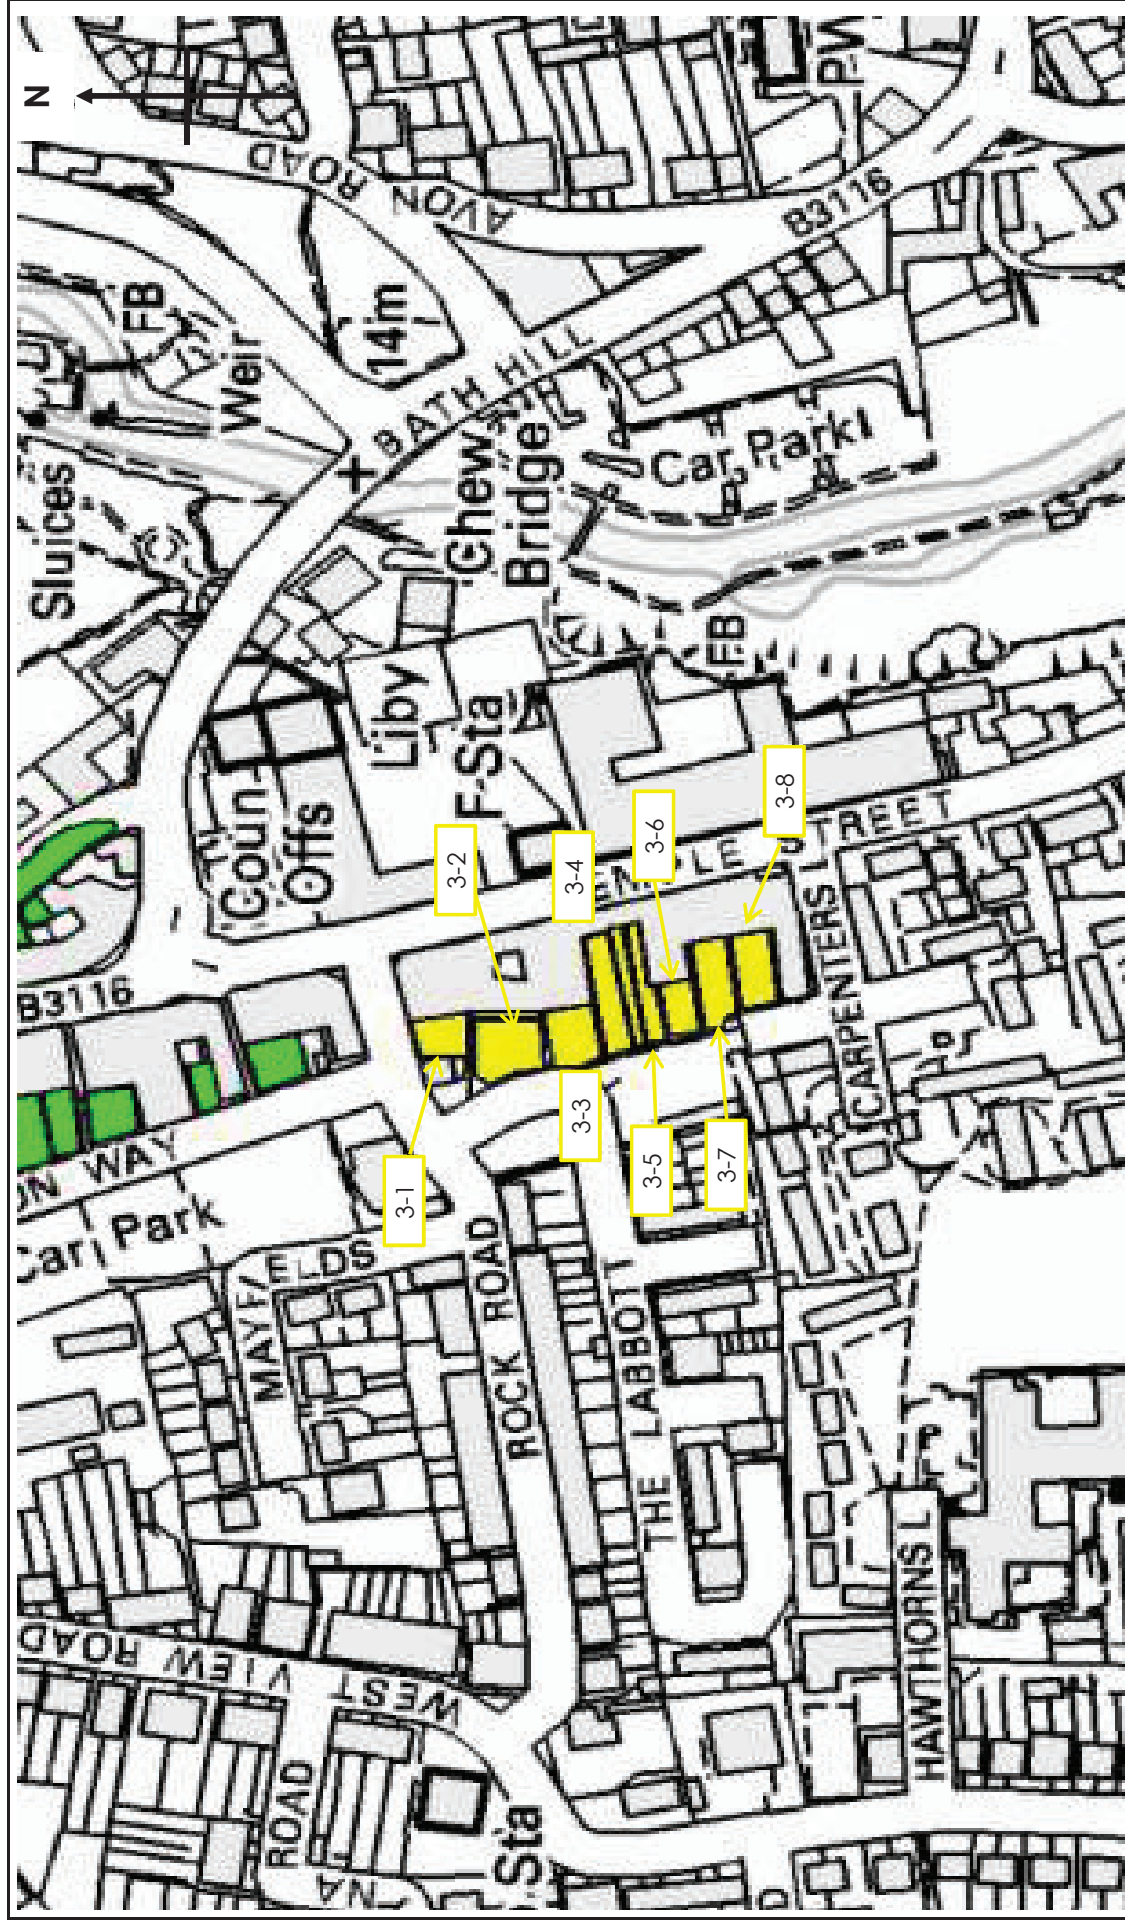 N
AVON ROAD
B3116
P.W
FB
Weir
14m
Sluices
BATH HILL
Chew
Bridge
Car Park
FB
Liby
F Sta
Coun
Offs
TEMPLE STREET
B3116
3-2
3-4
3-6
3-8
3-1
3-3
3-5
3-7
CARPENTERS L
ON WAY
Car Park
MAYFIELDS
ROCK ROAD
THE LABBOTT
HAWTHORNS L
WEST VIEW ROAD
ROAD
NA
Sta
D